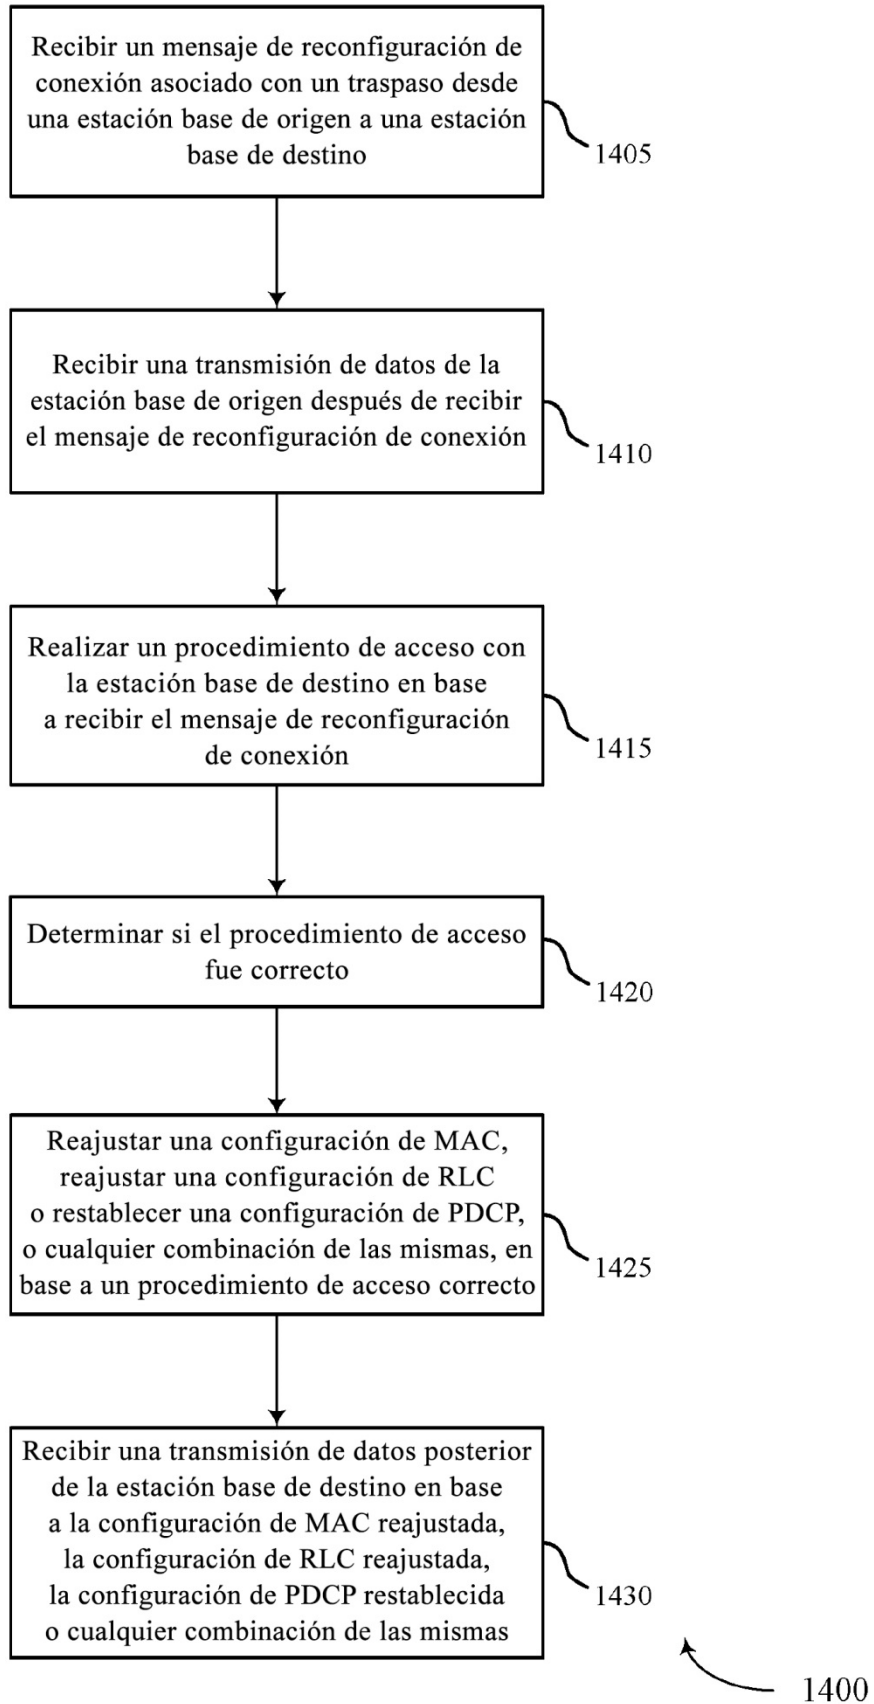 Recibir un mensaje de reconfiguración de
conexión asociado con un traspaso desde
una estación base de origen a una estación
base de destino
1405
Recibir una transmisión de datos de la
estación base de origen después de recibir
el mensaje de reconfiguración de conexión
1410
Realizar un procedimiento de acceso con
la estación base de destino en base
a recibir el mensaje de reconfiguración
de conexión
1415
Determinar si el procedimiento de acceso
fue correcto
1420
Reajustar una configuración de MAC,
reajustar una configuración de RLC
o restablecer una configuración de PDCP,
o cualquier combinación de las mismas, en
base a un procedimiento de acceso correcto
1425
Recibir una transmisión de datos posterior
de la estación base de destino en base
a la configuración de MAC reajustada,
la configuración de RLC reajustada,
la configuración de PDCP restablecida
o cualquier combinación de las mismas
1430
1400